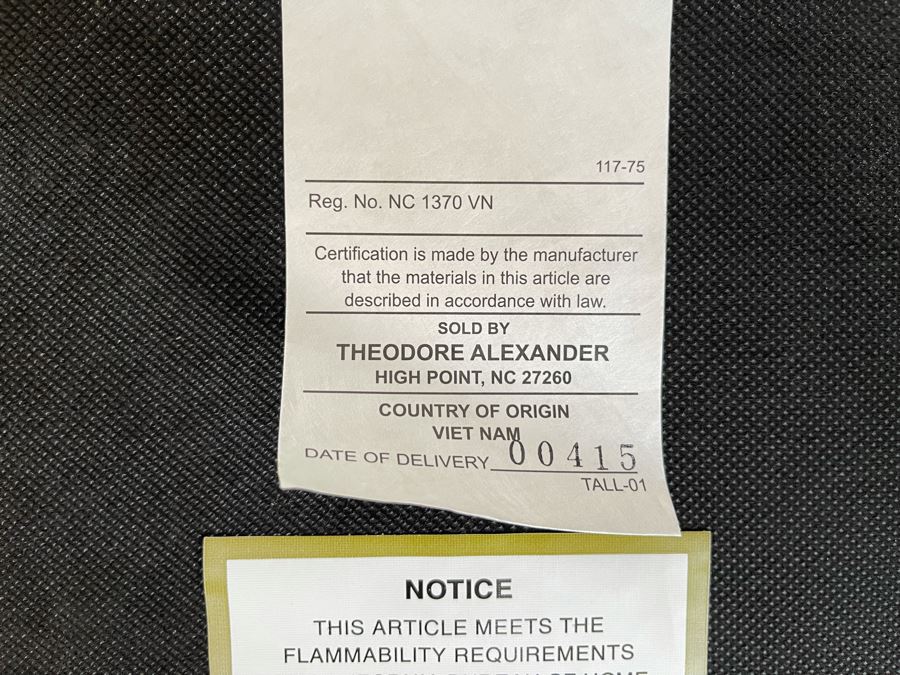 117-75
Reg. No. NC 1370 VN
Certification is made by the manufacturer
that the materials in this article are
described in accordance with law.
SOLD BY
THEODORE ALEXANDER
HIGH POINT, NC 27260
COUNTRY OF ORIGIN
VIET NAM
DATE OF DELIVERY 00415
TALL-01
NOTICE
THIS ARTICLE MEETS THE
FLAMMABILITY REQUIREMENTS